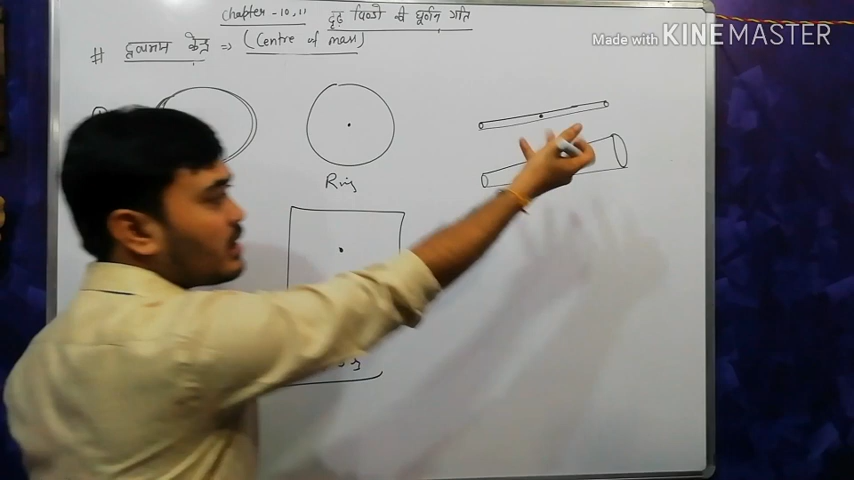 Chapter - 10,11 दृढ़ पिण्डो की घूर्णन गति
Made with KINEMASTER
# द्रव्यमान केंद्र ⇒ (Centre of mass)
Ring